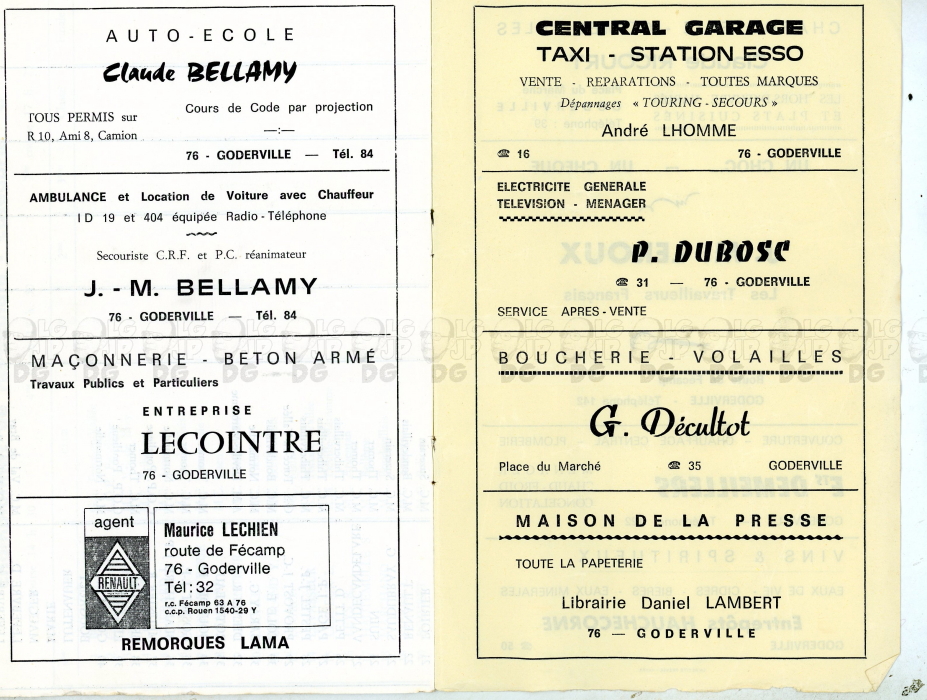 AUTO-ECOLE
Claude BELLAMY
Cours de Code par projection
TOUS PERMIS sur
R 10, Ami 8, Camion
—:—
76 - GODERVILLE — Tél. 84
AMBULANCE et Location de Voiture avec Chauffeur
ID 19 et 404 équipée Radio-Téléphone
Secouriste C.R.F. et P.C. réanimateur
J. - M. BELLAMY
76 - GODERVILLE — Tél. 84
MAÇONNERIE - BETON ARMÉ
Travaux Publics et Particuliers
ENTREPRISE
LECOINTRE
76 - GODERVILLE
agent
RENAULT
Maurice LECHIEN
route de Fécamp
76 - Goderville
Tél : 32
r.c. Fécamp 63 A 76
c.c.p. Rouen 1540-29 Y
REMORQUES LAMA
CENTRAL GARAGE
TAXI - STATION ESSO
VENTE - REPARATIONS - TOUTES MARQUES
Dépannages « TOURING-SECOURS »
André LHOMME
☎ 16 76 - GODERVILLE
ELECTRICITE GENERALE
TELEVISION - MENAGER
P. DUBOSC
☎ 31 — 76 - GODERVILLE
SERVICE APRES-VENTE
BOUCHERIE - VOLAILLES
G. Décultot
Place du Marché ☎ 35 GODERVILLE
MAISON DE LA PRESSE
TOUTE LA PAPETERIE
Librairie Daniel LAMBERT
76 — GODERVILLE